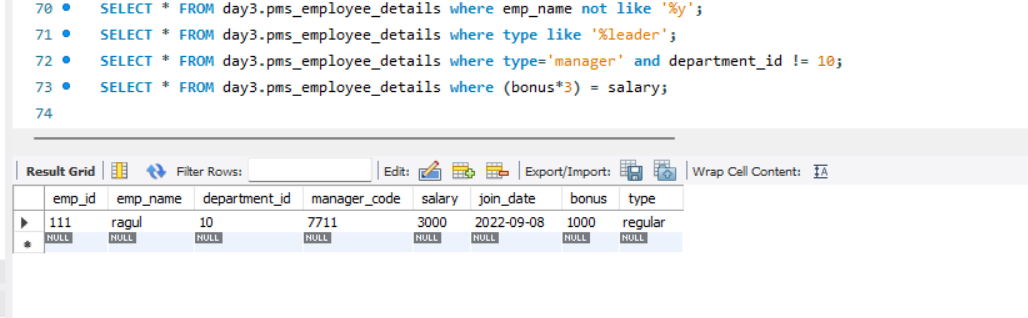 70 SELECT * FROM day3.pms_employee_details where emp_name not like '%y';
71 SELECT * FROM day3.pms_employee_details where type like '%leader';
72 SELECT * FROM day3.pms_employee_details where type='manager' and department_id != 10;
73 SELECT * FROM day3.pms_employee_details where (bonus*3) = salary;
74
Result Grid Filter Rows: Edit: Export/Import: Wrap Cell Content: IA
emp_id emp_name department_id manager_code salary join_date bonus type
111 ragul 10 7711 3000 2022-09-08 1000 regular
NULL NULL NULL NULL NULL NULL NULL NULL